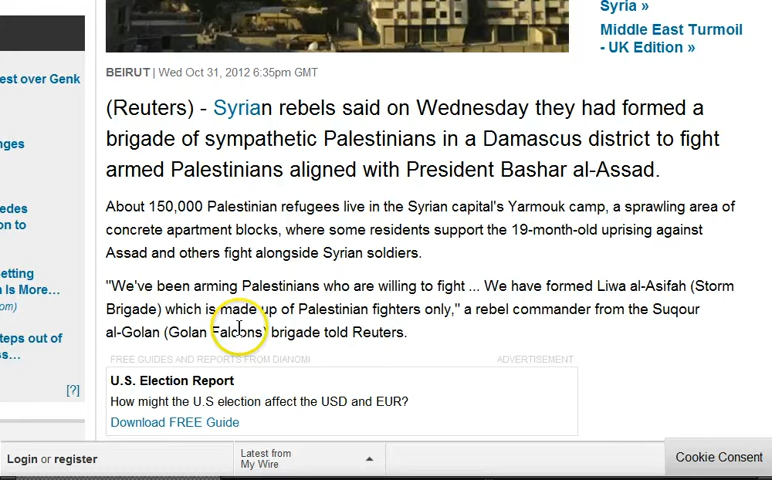 Syria »
Middle East Turmoil
- UK Edition »
est over Genk
nges
edes
on to
etting
n Is More...
om)
teps out of
s...
[?]
BEIRUT | Wed Oct 31, 2012 6:35pm GMT
(Reuters) - Syrian rebels said on Wednesday they had formed a
brigade of sympathetic Palestinians in a Damascus district to fight
armed Palestinians aligned with President Bashar al-Assad.
About 150,000 Palestinian refugees live in the Syrian capital's Yarmouk camp, a sprawling area of
concrete apartment blocks, where some residents support the 19-month-old uprising against
Assad and others fight alongside Syrian soldiers.
"We've been arming Palestinians who are willing to fight ... We have formed Liwa al-Asifah (Storm
Brigade) which is made up of Palestinian fighters only," a rebel commander from the Suqour
al-Golan (Golan Falcons) brigade told Reuters.
FREE GUIDES AND REPORTS FROM DIANOMI
ADVERTISEMENT
U.S. Election Report
How might the U.S election affect the USD and EUR?
Download FREE Guide
Login or register
Latest from
My Wire
Cookie Consent